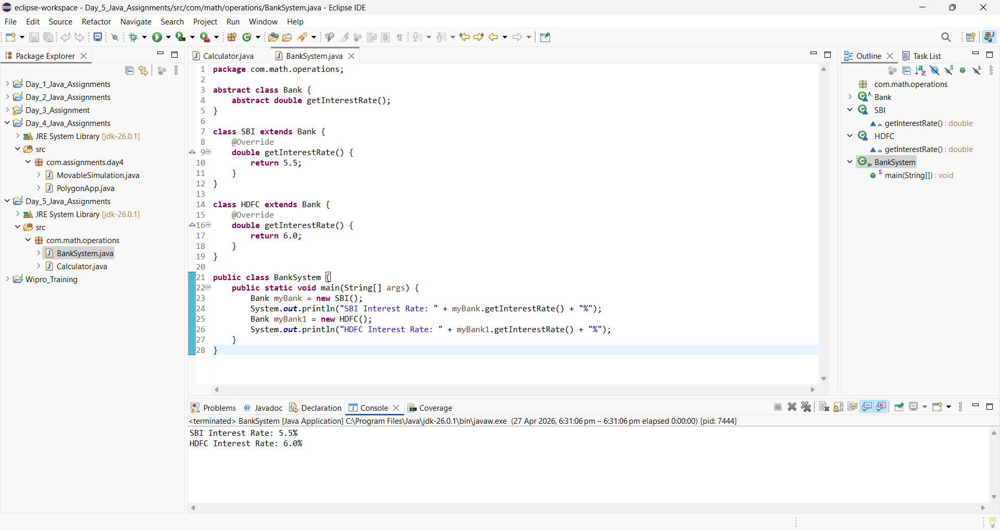 eclipse-workspace - Day_5_Java_Assignments/src/com/math/operations/BankSystem.java - Eclipse IDE
File Edit Source Refactor Navigate Search Project Run Window Help
Package Explorer
Day_1_Java_Assignments
Day_2_Java_Assignments
Day_3_Assignment
Day_4_Java_Assignments
JRE System Library [jdk-26.0.1]
src
com.assignments.day4
MovableSimulation.java
PolygonApp.java
Day_5_Java_Assignments
JRE System Library [jdk-26.0.1]
src
com.math.operations
BankSystem.java
Calculator.java
Wipro_Training
Calculator.java BankSystem.java
1 package com.math.operations;
2
3 abstract class Bank {
4     abstract double getInterestRate();
5 }
6
7 class SBI extends Bank {
8     @Override
9     double getInterestRate() {
10         return 5.5;
11     }
12 }
13
14 class HDFC extends Bank {
15     @Override
16     double getInterestRate() {
17         return 6.0;
18     }
19 }
20
21 public class BankSystem {
22     public static void main(String[] args) {
23         Bank myBank = new SBI();
24         System.out.println("SBI Interest Rate: " + myBank.getInterestRate() + "%");
25         Bank myBank1 = new HDFC();
26         System.out.println("HDFC Interest Rate: " + myBank1.getInterestRate() + "%");
27     }
28 }
Outline Task List
com.math.operations
Bank
SBI
getInterestRate() : double
HDFC
getInterestRate() : double
BankSystem
main(String[]) : void
Problems Javadoc Declaration Console Coverage
<terminated> BankSystem [Java Application] C:\Program Files\Java\jdk-26.0.1\bin\javaw.exe (27 Apr 2026, 6:31:06 pm – 6:31:06 pm elapsed 0:00:00) [pid: 7444]
SBI Interest Rate: 5.5%
HDFC Interest Rate: 6.0%